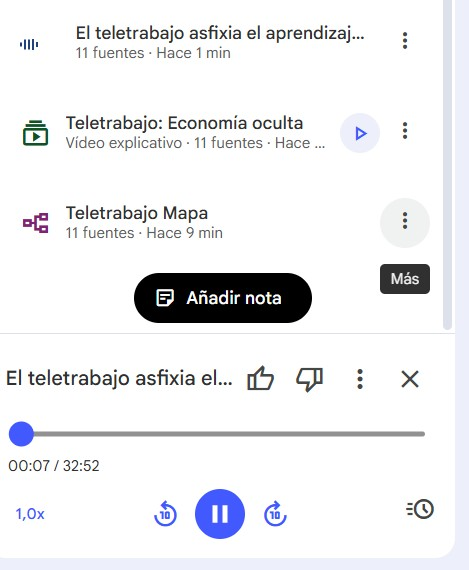 El teletrabajo asfixia el aprendizaj...
11 fuentes · Hace 1 min
Teletrabajo: Economía oculta
Vídeo explicativo · 11 fuentes · Hace ...
Teletrabajo Mapa
11 fuentes · Hace 9 min
Más
Añadir nota
El teletrabajo asfixia el...
00:07 / 32:52
1,0x
10
10